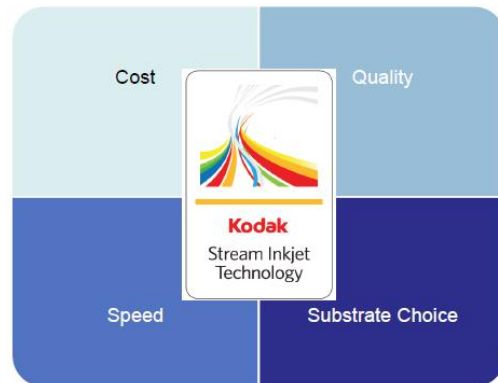 Cost
Quality
Kodak
Stream Inkjet
Technology
Speed
Substrate Choice